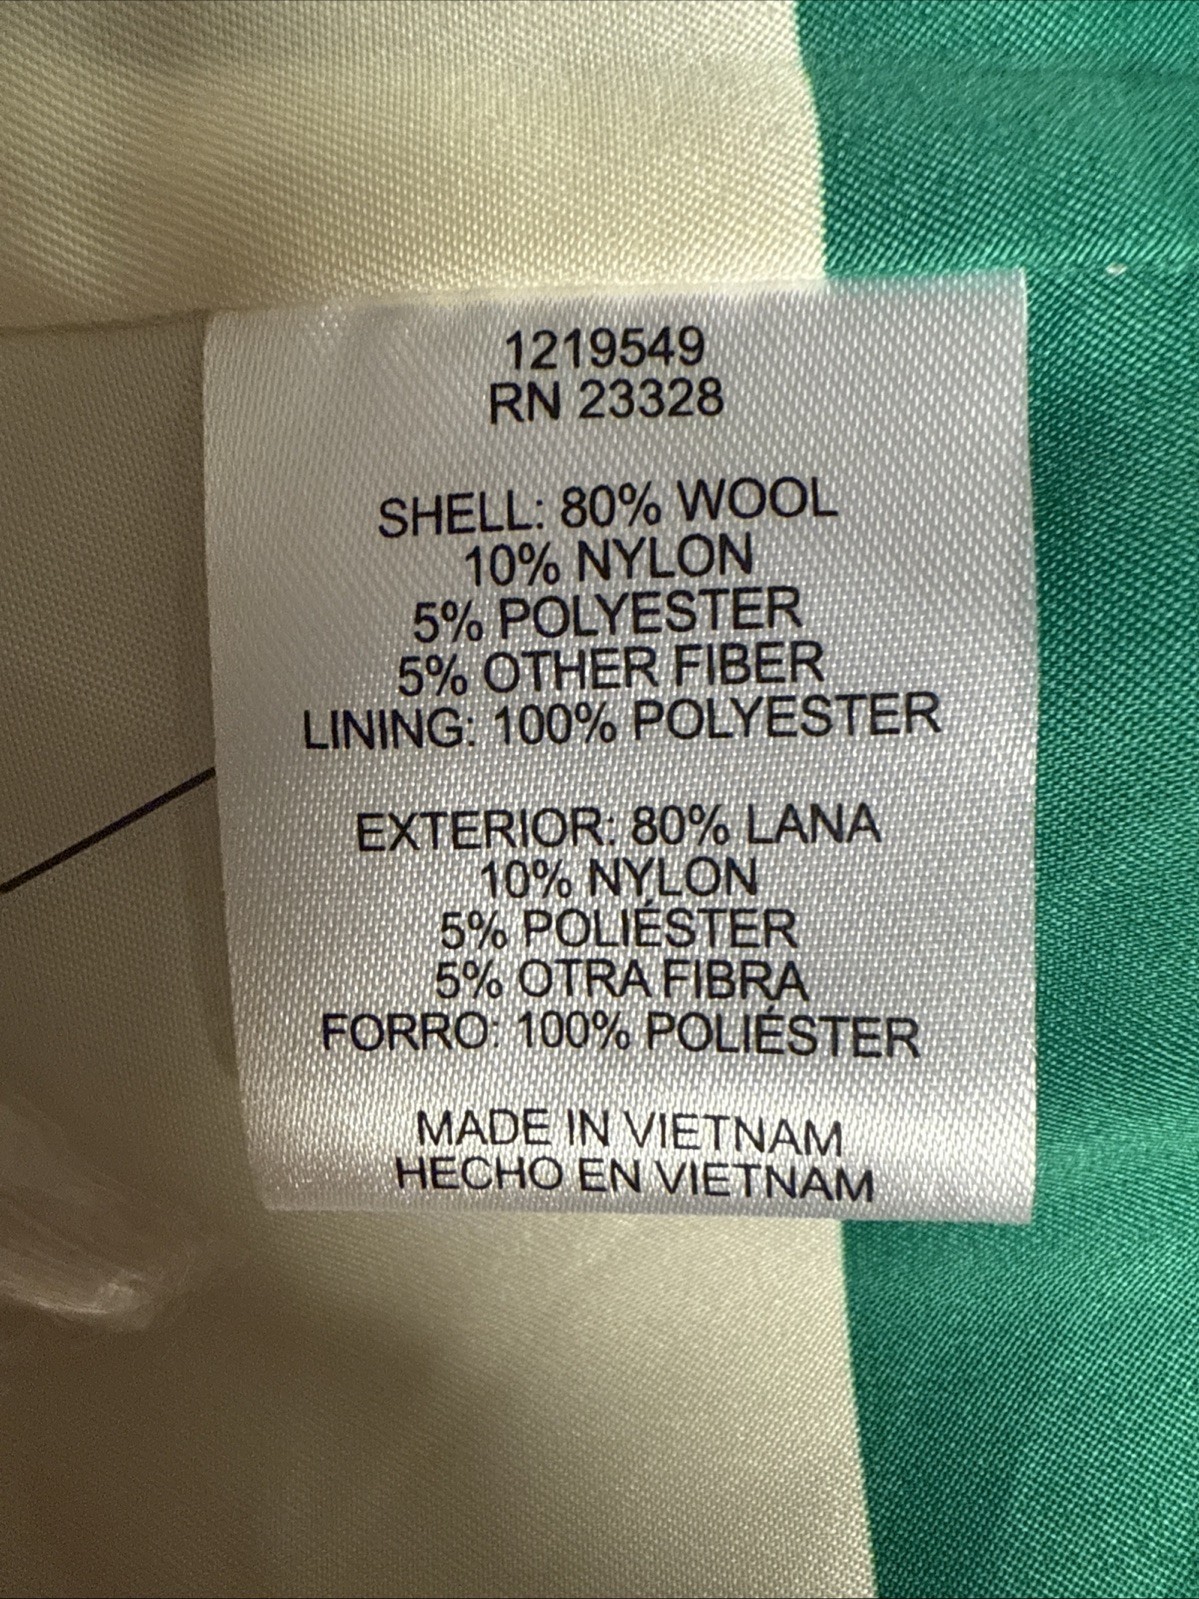 1219549
RN 23328
SHELL: 80% WOOL
10% NYLON
5% POLYESTER
5% OTHER FIBER
LINING: 100% POLYESTER
EXTERIOR: 80% LANA
10% NYLON
5% POLIÉSTER
5% OTRA FIBRA
FORRO: 100% POLIÉSTER
MADE IN VIETNAM
HECHO EN VIETNAM